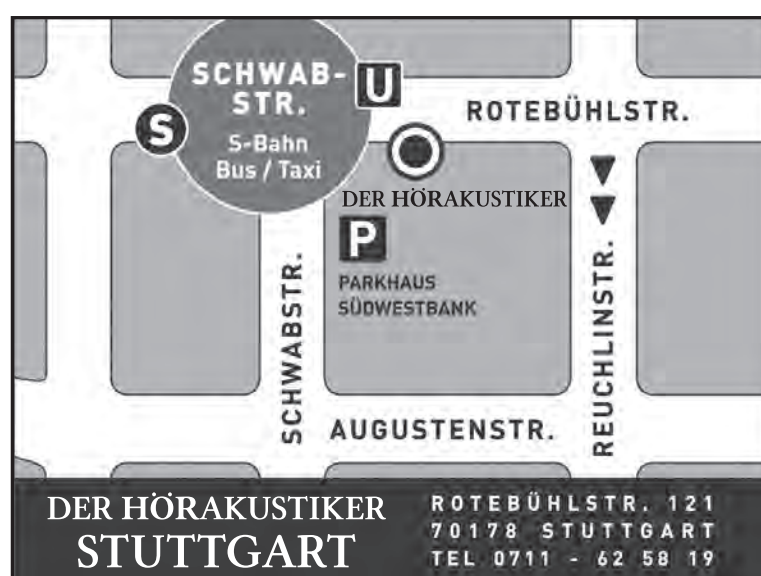 SCHWAB-
STR.
S-Bahn
Bus / Taxi
S
U
ROTEBÜHLSTR.
DER HÖRAKUSTIKER
P
PARKHAUS
SÜDWESTBANK
SCHWABSTR.
REUCHLINSTR.
AUGUSTENSTR.
DER HÖRAKUSTIKER
STUTTGART
ROTEBÜHLSTR. 121
70178 STUTTGART
TEL 0711 - 62 58 19